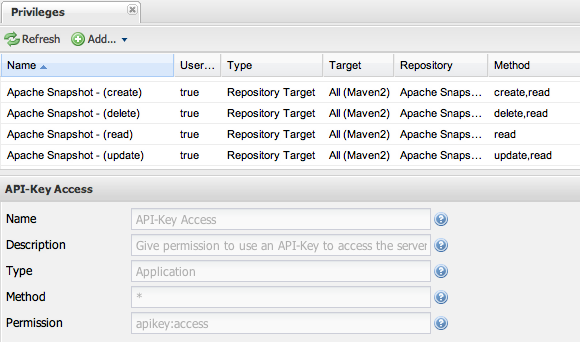 Privileges
Refresh Add...
Name User... Type Target Repository Method
Apache Snapshot - (create) true Repository Target All (Maven2) Apache Snaps... create,read
Apache Snapshot - (delete) true Repository Target All (Maven2) Apache Snaps... delete,read
Apache Snapshot - (read) true Repository Target All (Maven2) Apache Snaps... read
Apache Snapshot - (update) true Repository Target All (Maven2) Apache Snaps... update,read
API-Key Access
Name API-Key Access
Description Give permission to use an API-Key to access the server
Type Application
Method *
Permission apikey:access